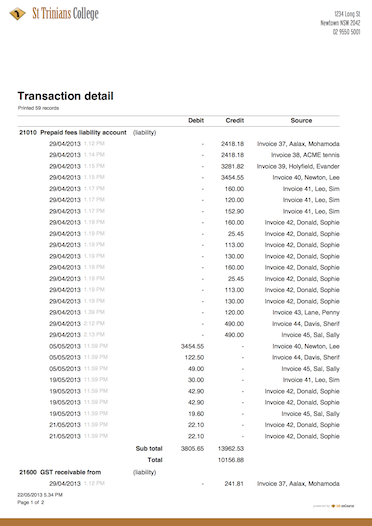 St Trinians College
1234 Long St
Newtown NSW 2042
02 9550 5001
Transaction detail
Printed 59 records
Debit Credit Source
21010 Prepaid fees liability account (liability)
29/04/2013 1.12 PM - 2418.18 Invoice 37, Aalax, Mohamoda
29/04/2013 1.14 PM - 2418.18 Invoice 38, ACME tennis
29/04/2013 1.15 PM - 3281.82 Invoice 39, Holyfield, Evander
29/04/2013 1.15 PM - 3454.55 Invoice 40, Newton, Lee
29/04/2013 1.17 PM - 160.00 Invoice 41, Leo, Sim
29/04/2013 1.17 PM - 120.00 Invoice 41, Leo, Sim
29/04/2013 1.17 PM - 152.90 Invoice 41, Leo, Sim
29/04/2013 1.19 PM - 160.00 Invoice 42, Donald, Sophie
29/04/2013 1.19 PM - 25.45 Invoice 42, Donald, Sophie
29/04/2013 1.19 PM - 113.00 Invoice 42, Donald, Sophie
29/04/2013 1.19 PM - 130.00 Invoice 42, Donald, Sophie
29/04/2013 1.19 PM - 160.00 Invoice 42, Donald, Sophie
29/04/2013 1.19 PM - 25.45 Invoice 42, Donald, Sophie
29/04/2013 1.19 PM - 113.00 Invoice 42, Donald, Sophie
29/04/2013 1.19 PM - 130.00 Invoice 42, Donald, Sophie
29/04/2013 1.39 PM - 120.00 Invoice 43, Lane, Penny
29/04/2013 2.13 PM - 490.00 Invoice 44, Davis, Sherif
29/04/2013 2.13 PM - 490.00 Invoice 45, Sal, Sally
05/05/2013 11.59 PM 3454.55 - Invoice 40, Newton, Lee
05/05/2013 11.59 PM 122.50 - Invoice 44, Davis, Sherif
05/05/2013 11.59 PM 49.00 - Invoice 45, Sal, Sally
19/05/2013 11.59 PM 30.00 - Invoice 41, Leo, Sim
19/05/2013 11.59 PM 42.90 - Invoice 42, Donald, Sophie
19/05/2013 11.59 PM 42.90 - Invoice 42, Donald, Sophie
19/05/2013 11.59 PM 19.60 - Invoice 45, Sal, Sally
21/05/2013 11.59 PM 22.10 - Invoice 42, Donald, Sophie
21/05/2013 11.59 PM 22.10 - Invoice 42, Donald, Sophie
Sub total 3805.65 13962.53
Total 10156.88
21600 GST receivable from (liability)
29/04/2013 1.12 PM - 241.81 Invoice 37, Aalax, Mohamoda
22/05/2013 5.34 PM
Page 1 of 2